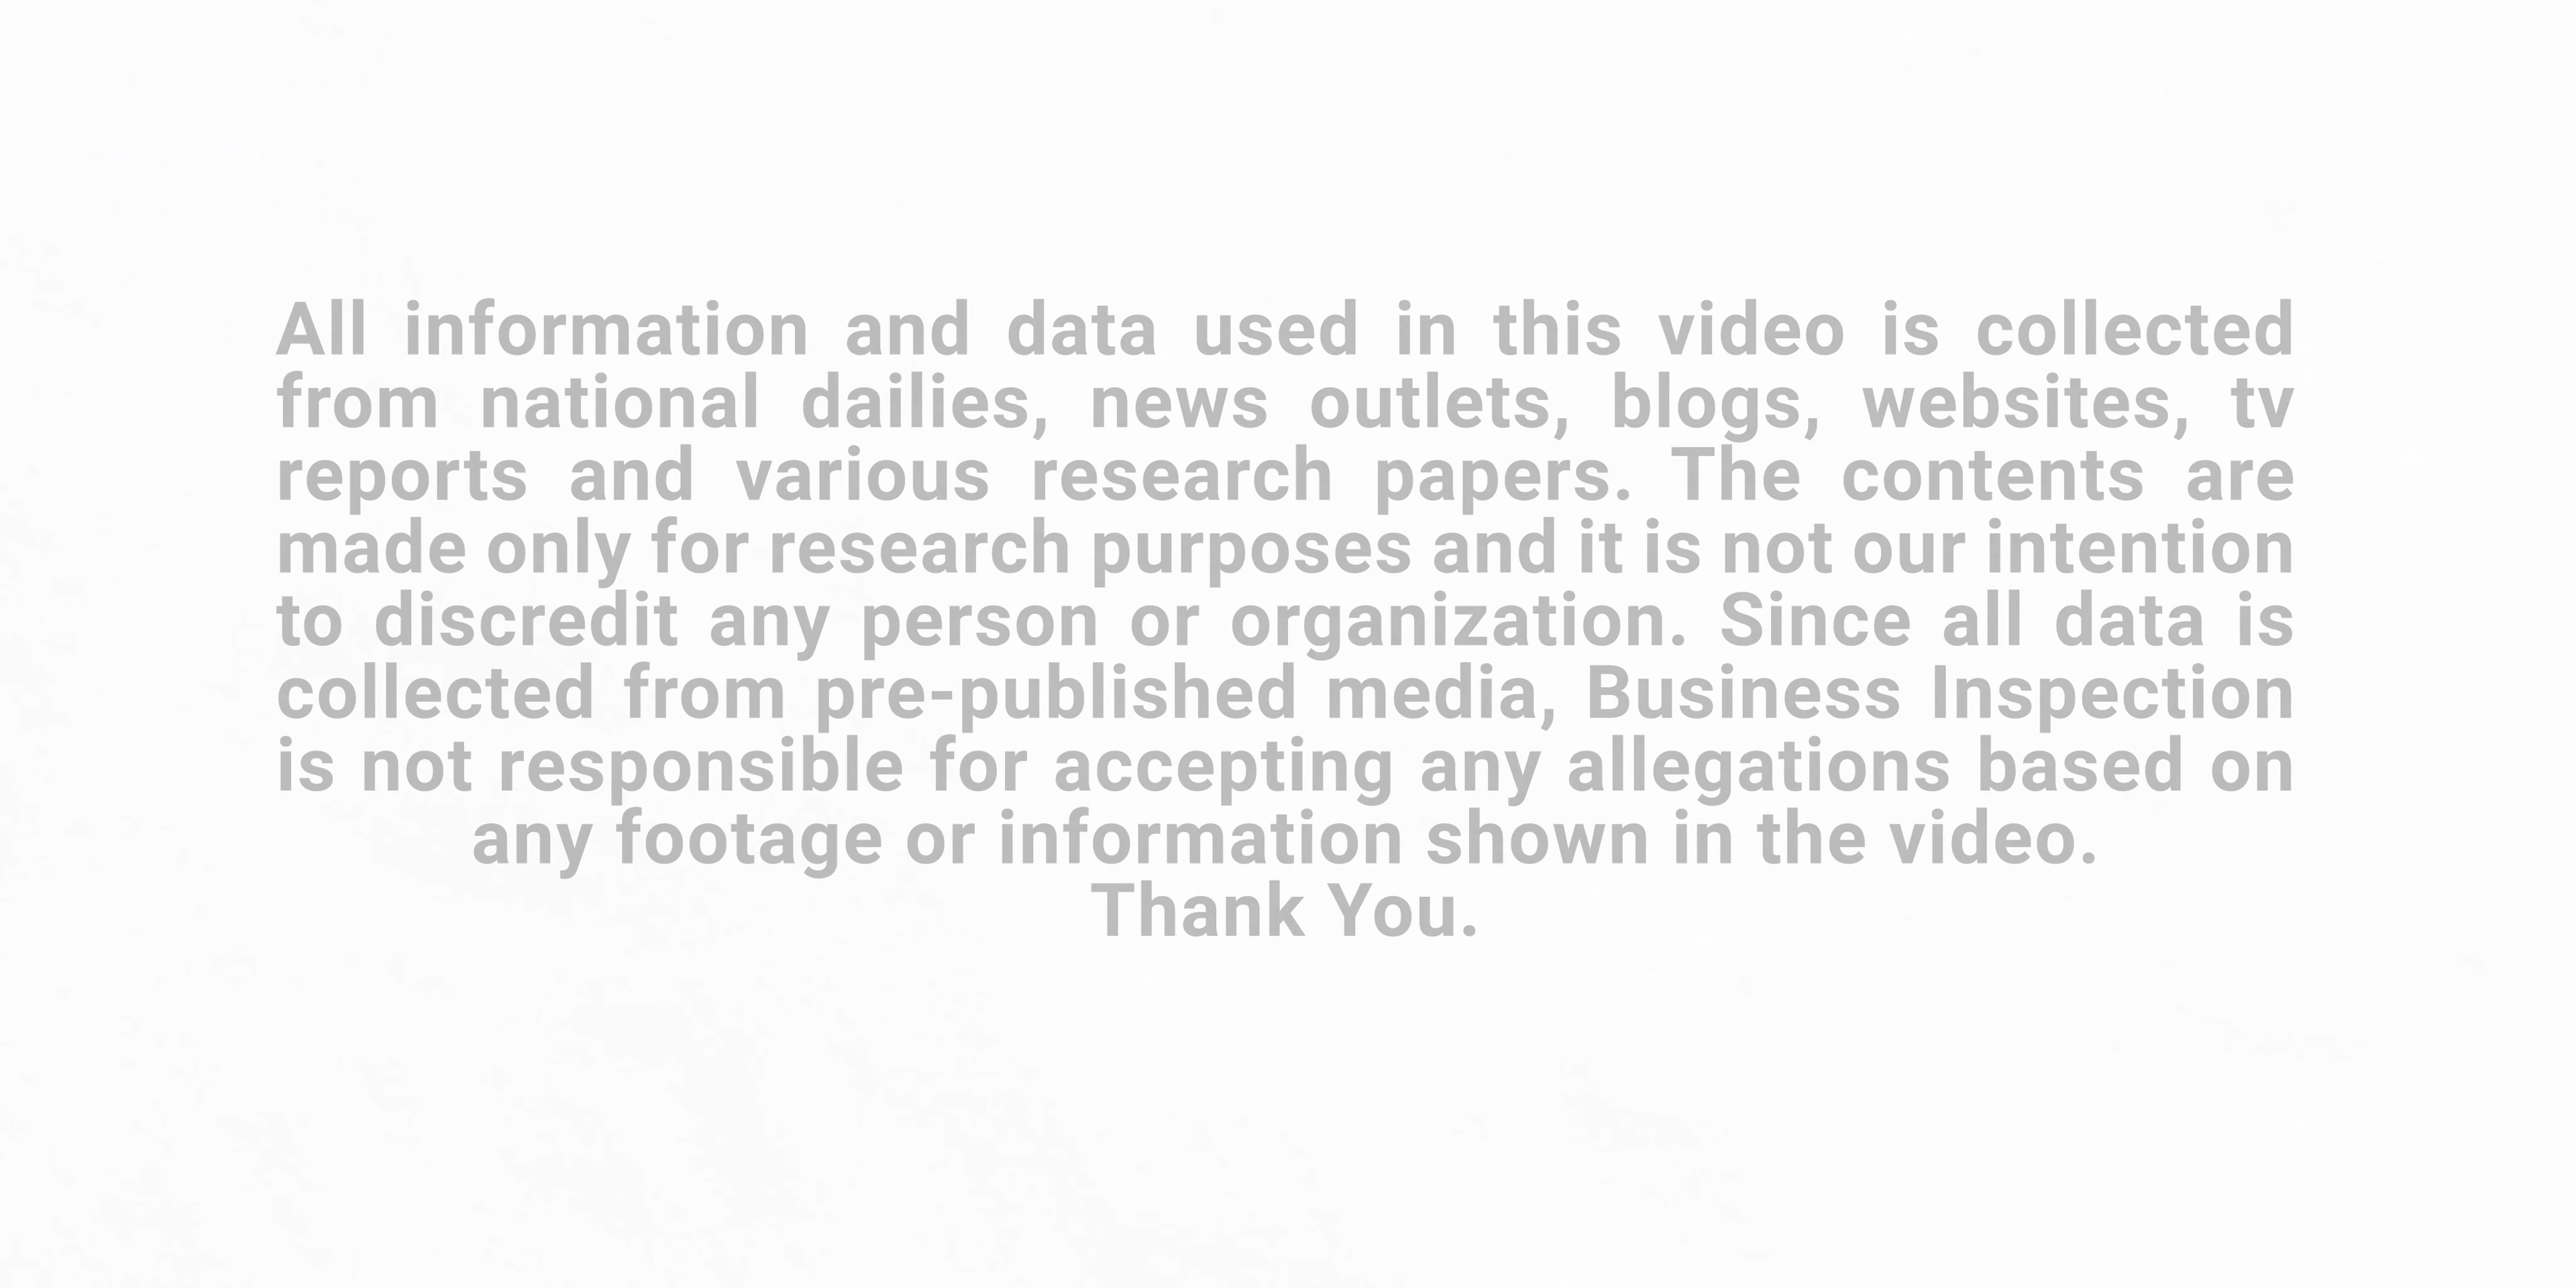 All information and data used in this video is collected
from national dailies, news outlets, blogs, websites, tv
reports and various research papers. The contents are
made only for research purposes and it is not our intention
to discredit any person or organization. Since all data is
collected from pre-published media, Business Inspection
is not responsible for accepting any allegations based on
any footage or information shown in the video.
Thank You.